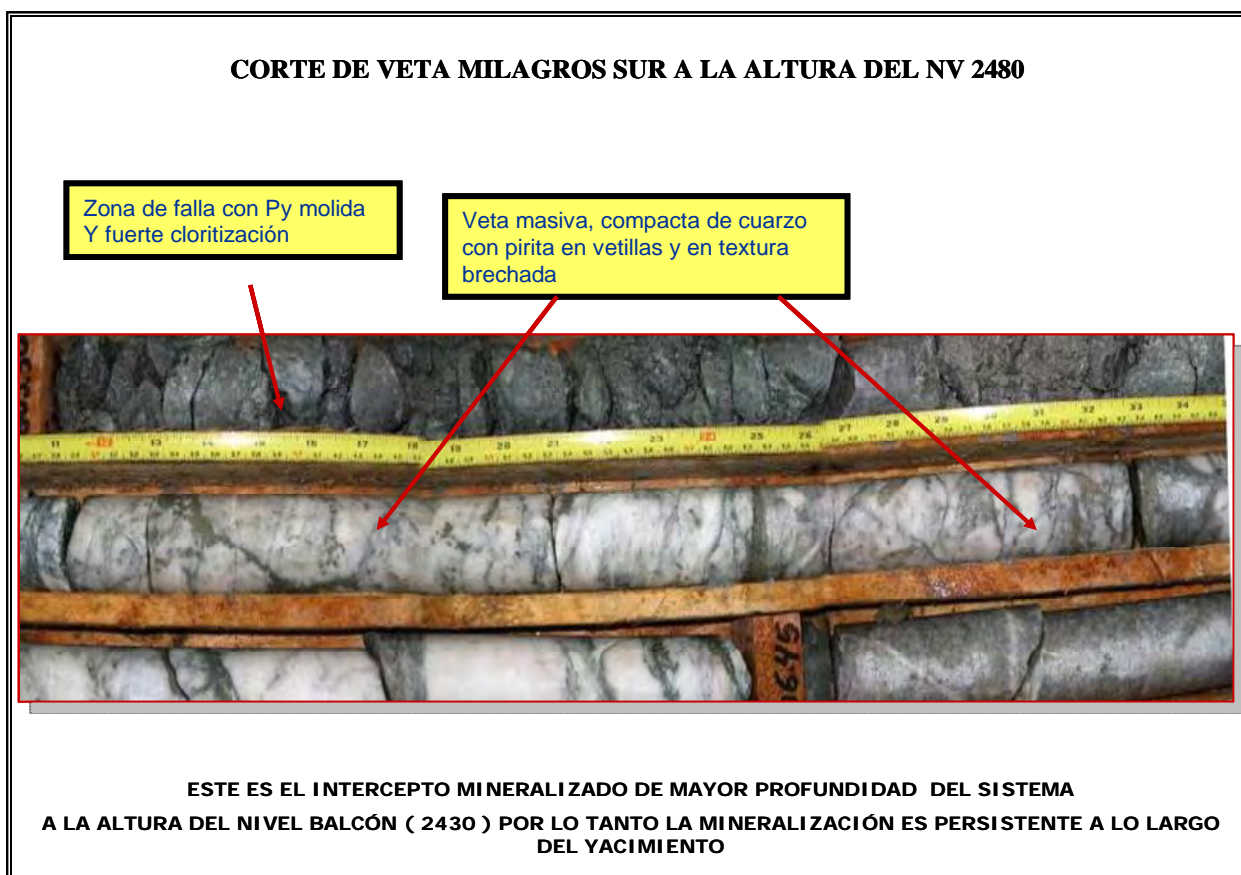 CORTE DE VETA MILAGROS SUR A LA ALTURA DEL NV 2480
Zona de falla con Py molida
Y fuerte cloritización
Veta masiva, compacta de cuarzo
con pirita en vetillas y en textura
brechada
ESTE ES EL INTERCEPTO MINERALIZADO DE MAYOR PROFUNDIDAD DEL SISTEMA
A LA ALTURA DEL NIVEL BALCÓN ( 2430 ) POR LO TANTO LA MINERALIZACIÓN ES PERSISTENTE A LO LARGO
DEL YACIMIENTO